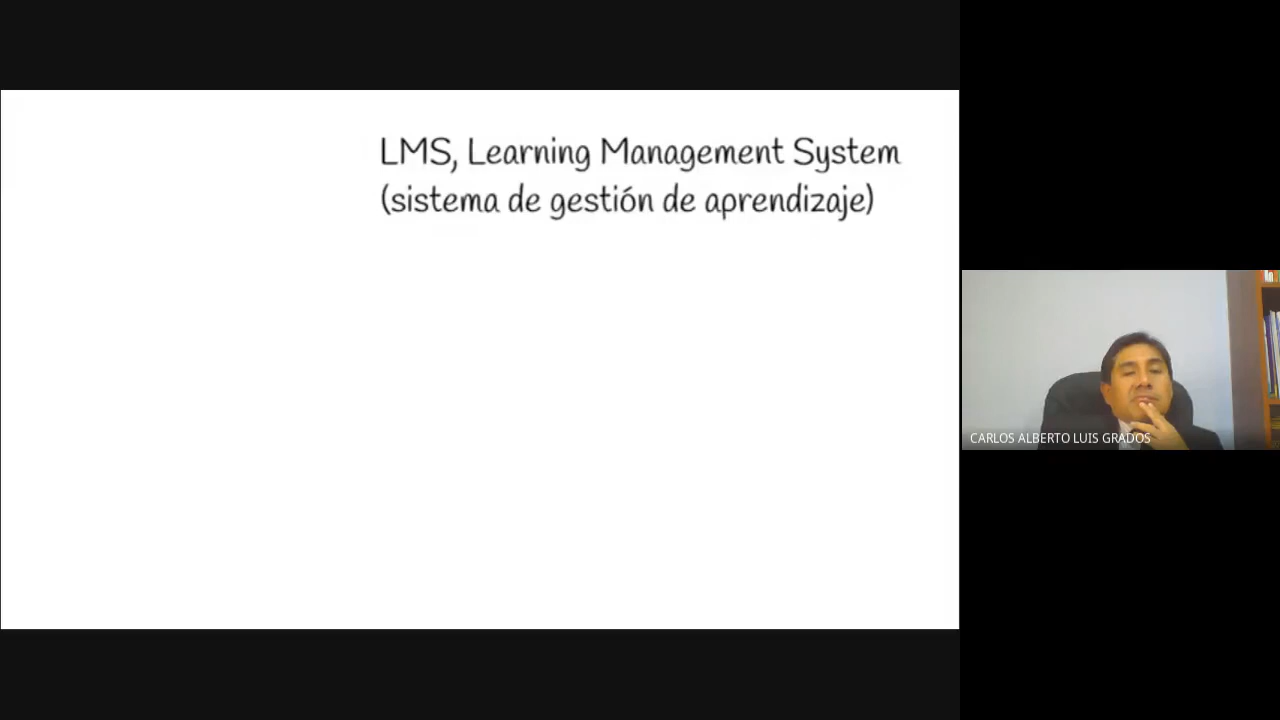 LMS, Learning Management System
(sistema de gestión de aprendizaje)
CARLOS ALBERTO LUIS GRADOS